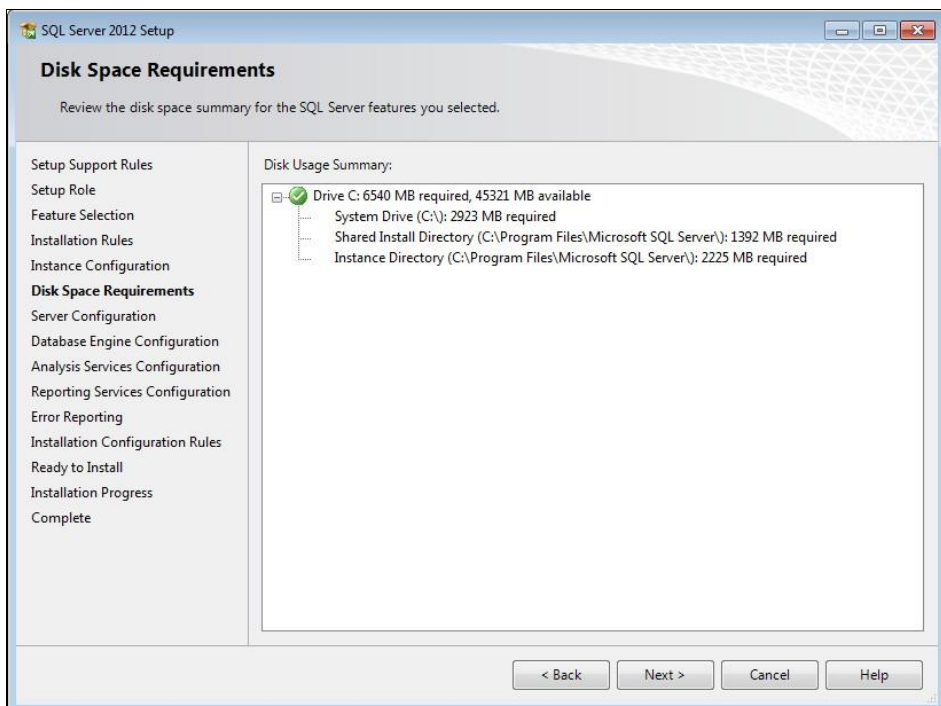 SQL Server 2012 Setup
Disk Space Requirements
Review the disk space summary for the SQL Server features you selected.
Setup Support Rules
Setup Role
Feature Selection
Installation Rules
Instance Configuration
Disk Space Requirements
Server Configuration
Database Engine Configuration
Analysis Services Configuration
Reporting Services Configuration
Error Reporting
Installation Configuration Rules
Ready to Install
Installation Progress
Complete
Disk Usage Summary:
Drive C: 6540 MB required, 45321 MB available
System Drive (C:\): 2923 MB required
Shared Install Directory (C:\Program Files\Microsoft SQL Server\): 1392 MB required
Instance Directory (C:\Program Files\Microsoft SQL Server\): 2225 MB required
< Back
Next >
Cancel
Help